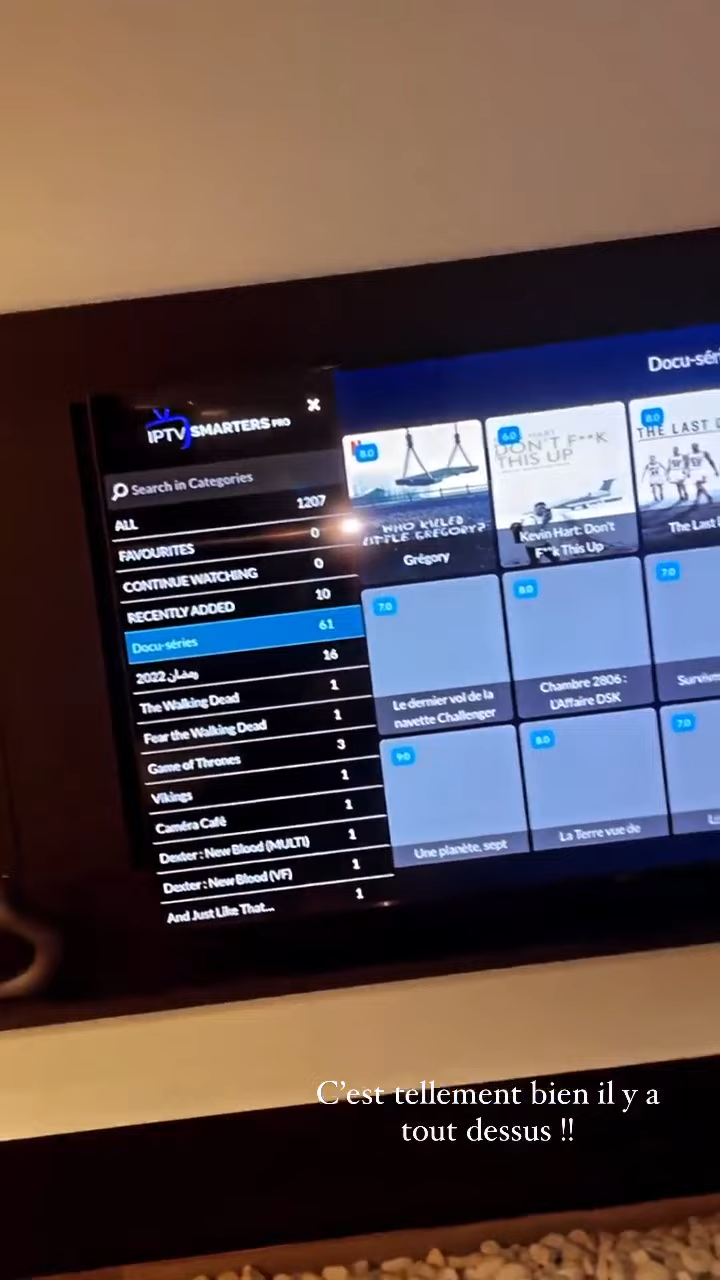 Docu-sér
IPTV SMARTERS PRO
Search in Categories
ALL 1207
FAVOURITES 0
CONTINUE WATCHING 0
RECENTLY ADDED 10
Docu-séries 61
رمضان 2022 16
The Walking Dead 1
Fear the Walking Dead 1
Game of Thrones 3
Vikings 1
Caméra Café 1
Dexter : New Blood (MULTI) 1
Dexter : New Blood (VF) 1
And Just Like That... 1
8.0
WHO KILLED
LITTLE GREGORY?
Grégory
6.0
HART
DON'T F**K
THIS UP
Kevin Hart: Don't
F**k This Up
8.0
THE LAST
The Last
7.0
Le dernier vol de la
navette Challenger
8.0
Chambre 2806 :
L'Affaire DSK
7.0
9.0
Une planète, sept
8.0
La Terre vue de
7.0
C'est tellement bien il y a
tout dessus !!